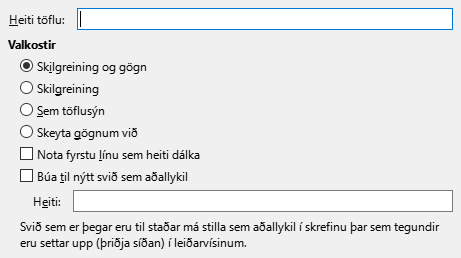 Heiti töflu:
Valkostir
Skilgreining og gögn
Skilgreining
Sem töflusýn
Skeyta gögnum við
Nota fyrstu línu sem heiti dálka
Búa til nýtt svið sem aðallykil
Heiti:
Svið sem er þegar eru til staðar má stilla sem aðallykil í skrefinu þar sem tegundir
eru settar upp (þriðja síðan) í leiðarvísinum.